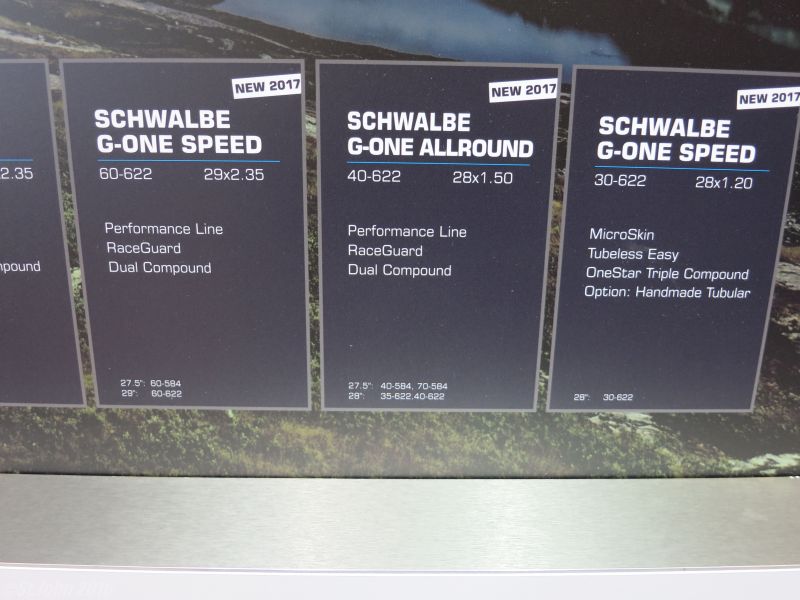 2.35
NEW 2017
SCHWALBE
G-ONE SPEED
60-622 29x2.35
Performance Line
RaceGuard
Dual Compound
27.5": 60-584
29": 60-622
NEW 2017
SCHWALBE
G-ONE ALLROUND
40-622 28x1.50
Performance Line
RaceGuard
Dual Compound
27.5": 40-584, 70-584
28": 35-622.40-622
NEW 2017
SCHWALBE
G-ONE SPEED
30-622 28x1.20
MicroSkin
Tubeless Easy
OneStar Triple Compound
Option: Handmade Tubular
28": 30-622